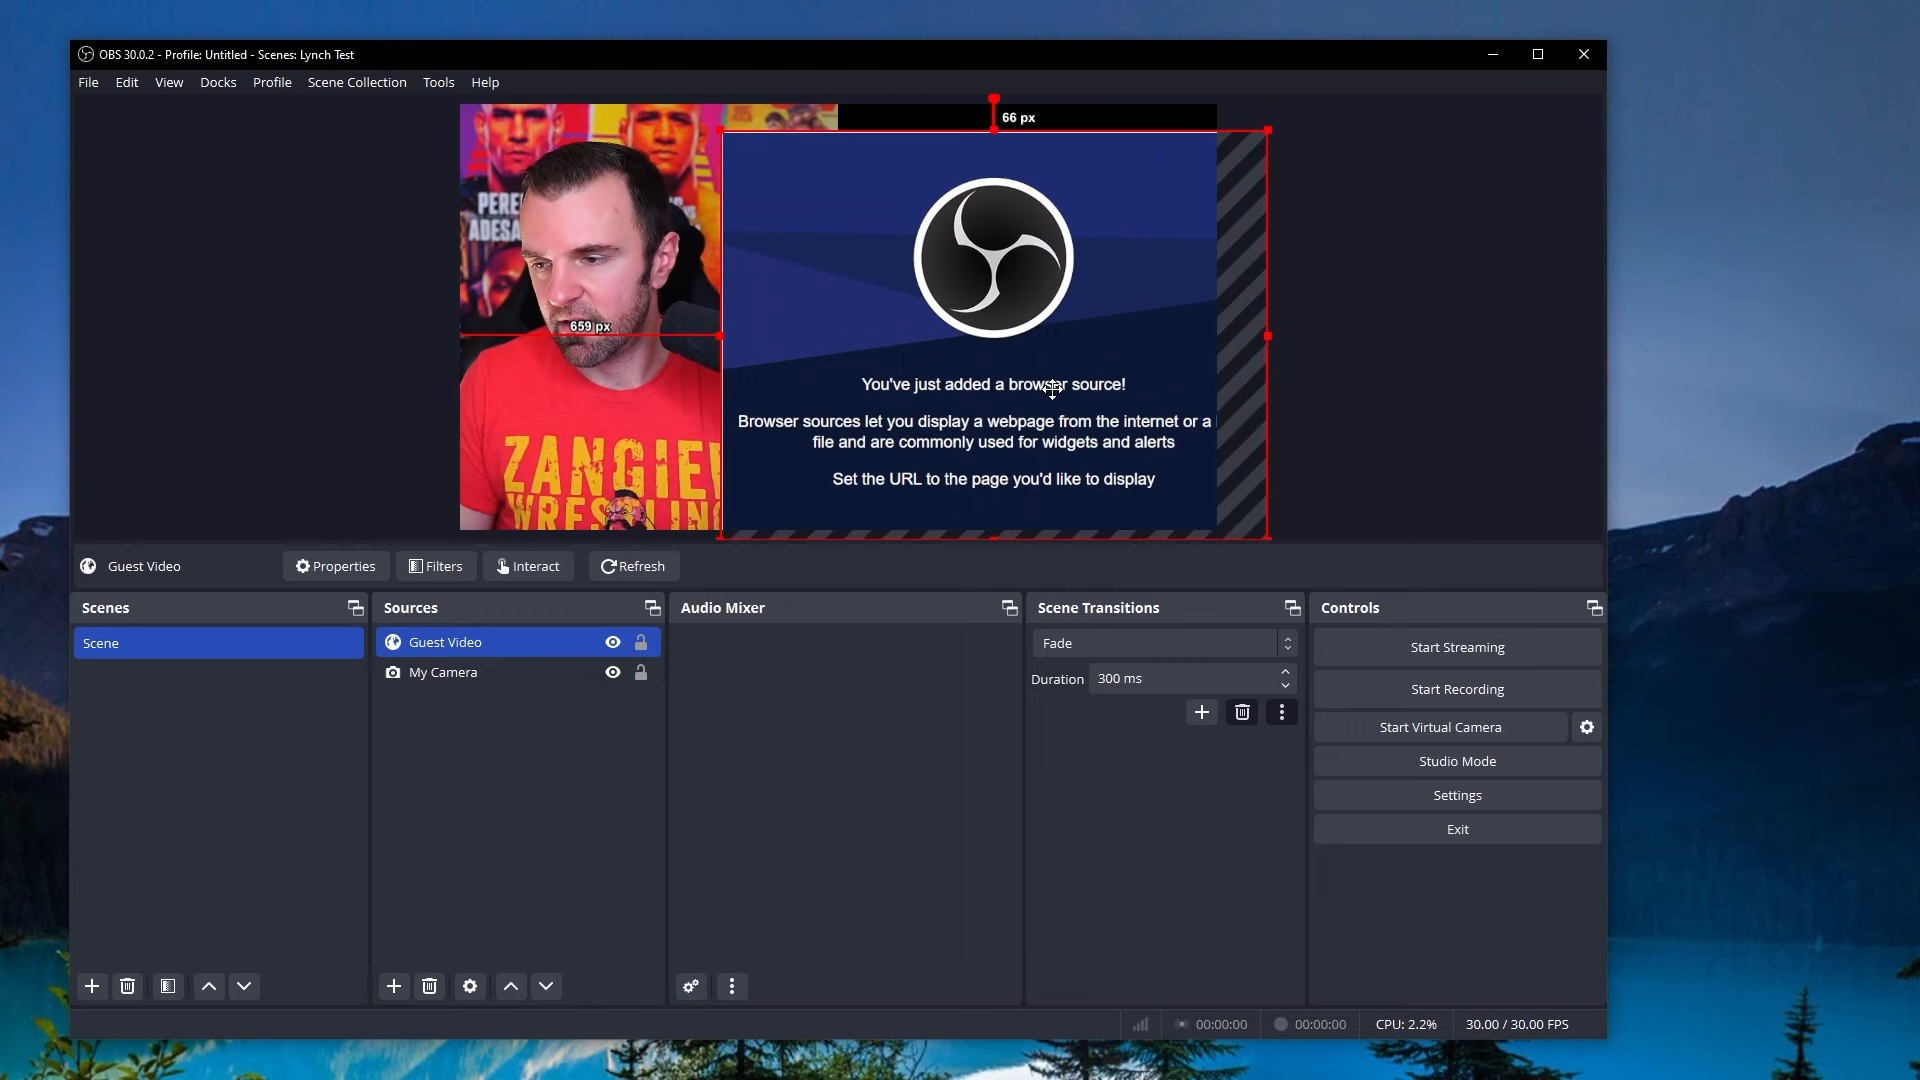 OBS 30.0.2 - Profile: Untitled - Scenes: Lynch Test
File Edit View Docks Profile Scene Collection Tools Help
66 px
PERE
ADESA
659 px
ZANGIE
WRESTLIN
You've just added a browser source!
Browser sources let you display a webpage from the internet or a
file and are commonly used for widgets and alerts
Set the URL to the page you'd like to display
Guest Video Properties Filters Interact Refresh
Scenes
Scene
Sources
Guest Video
My Camera
Audio Mixer
Scene Transitions
Fade
Duration 300 ms
Controls
Start Streaming
Start Recording
Start Virtual Camera
Studio Mode
Settings
Exit
00:00:00 00:00:00 CPU: 2.2% 30.00 / 30.00 FPS